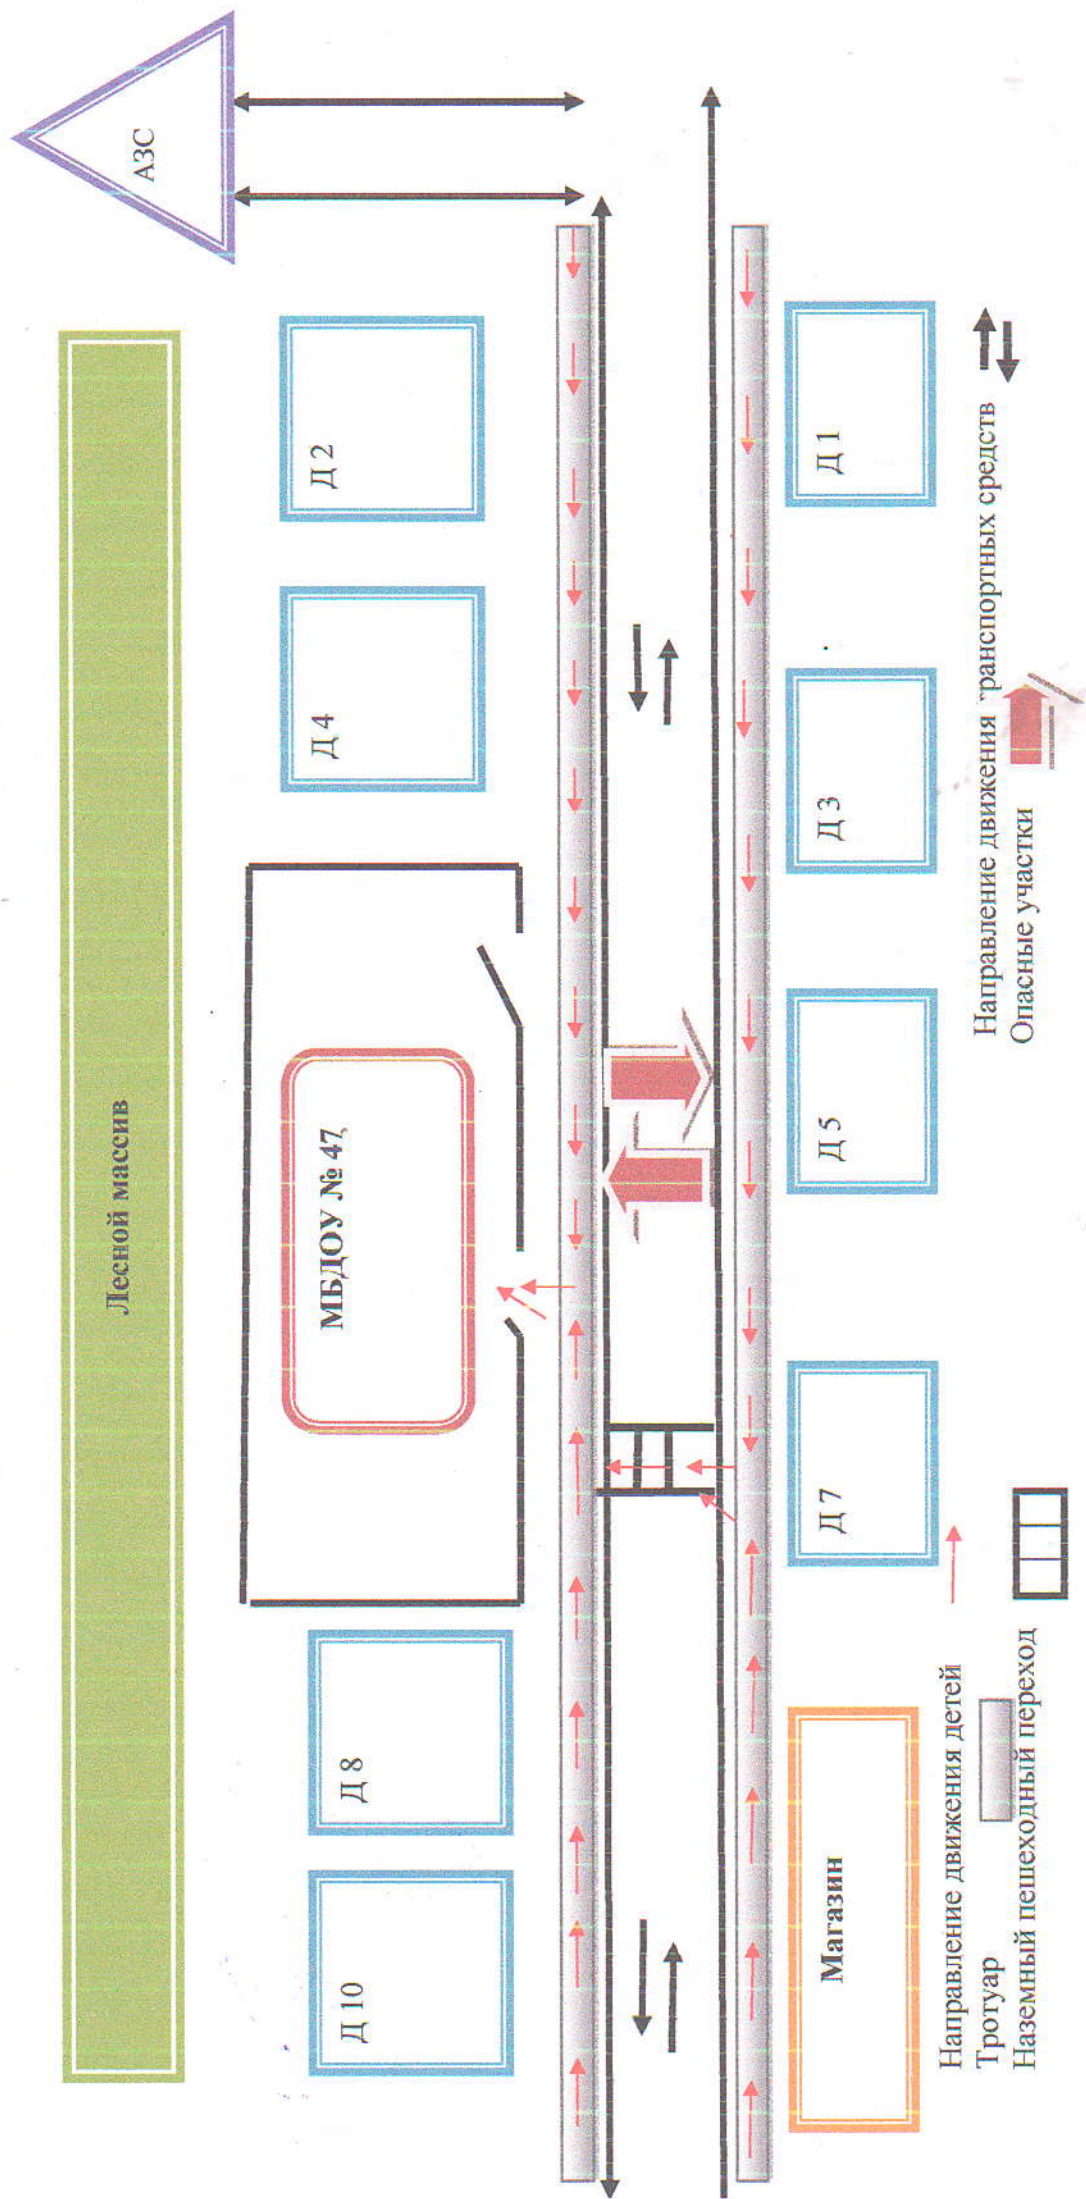 Лесной массив
АЗС
Д 10
Д 8
МБДОУ № 47
Д 4
Д 2
Магазин
Д 7
Д 5
Д 3
Д 1
Направление движения детей
Тротуар
Наземный пешеходный переход
Направление движения транспортных средств
Опасные участки